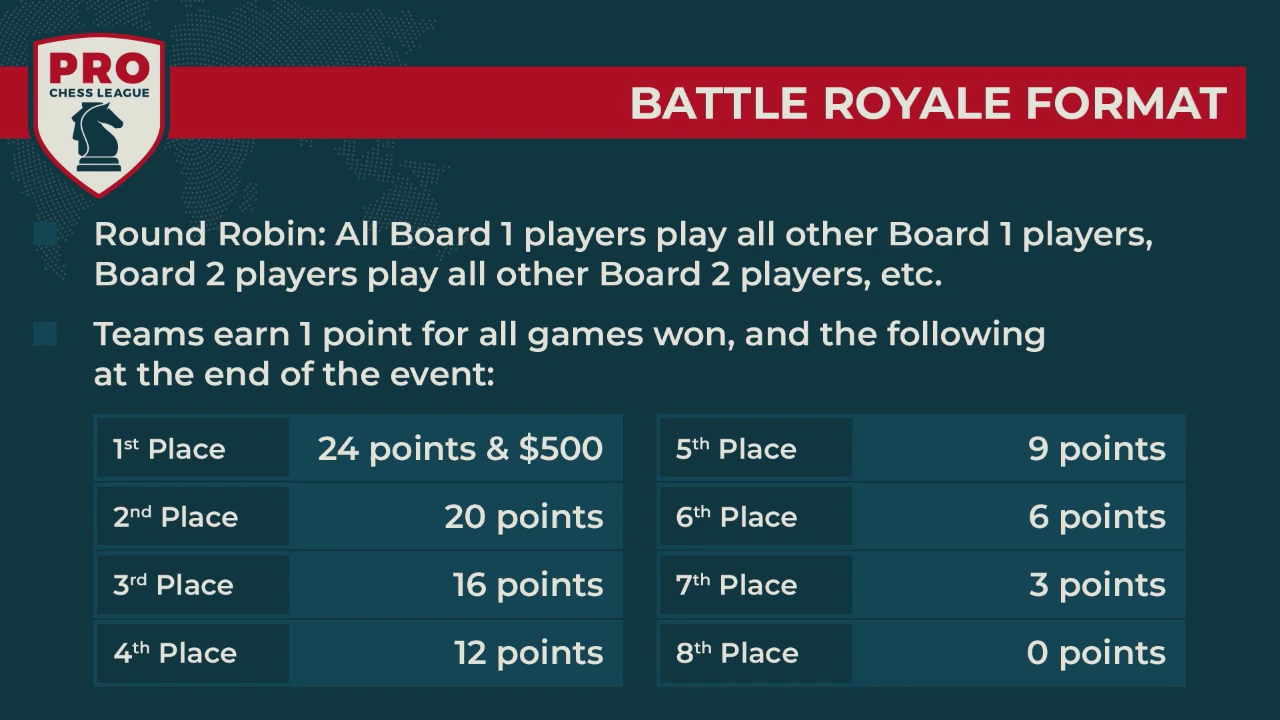 PRO
CHESS LEAGUE
BATTLE ROYALE FORMAT
Round Robin: All Board 1 players play all other Board 1 players,
Board 2 players play all other Board 2 players, etc.
Teams earn 1 point for all games won, and the following
at the end of the event:
1st Place 24 points & $500
2nd Place 20 points
3rd Place 16 points
4th Place 12 points
5th Place 9 points
6th Place 6 points
7th Place 3 points
8th Place 0 points